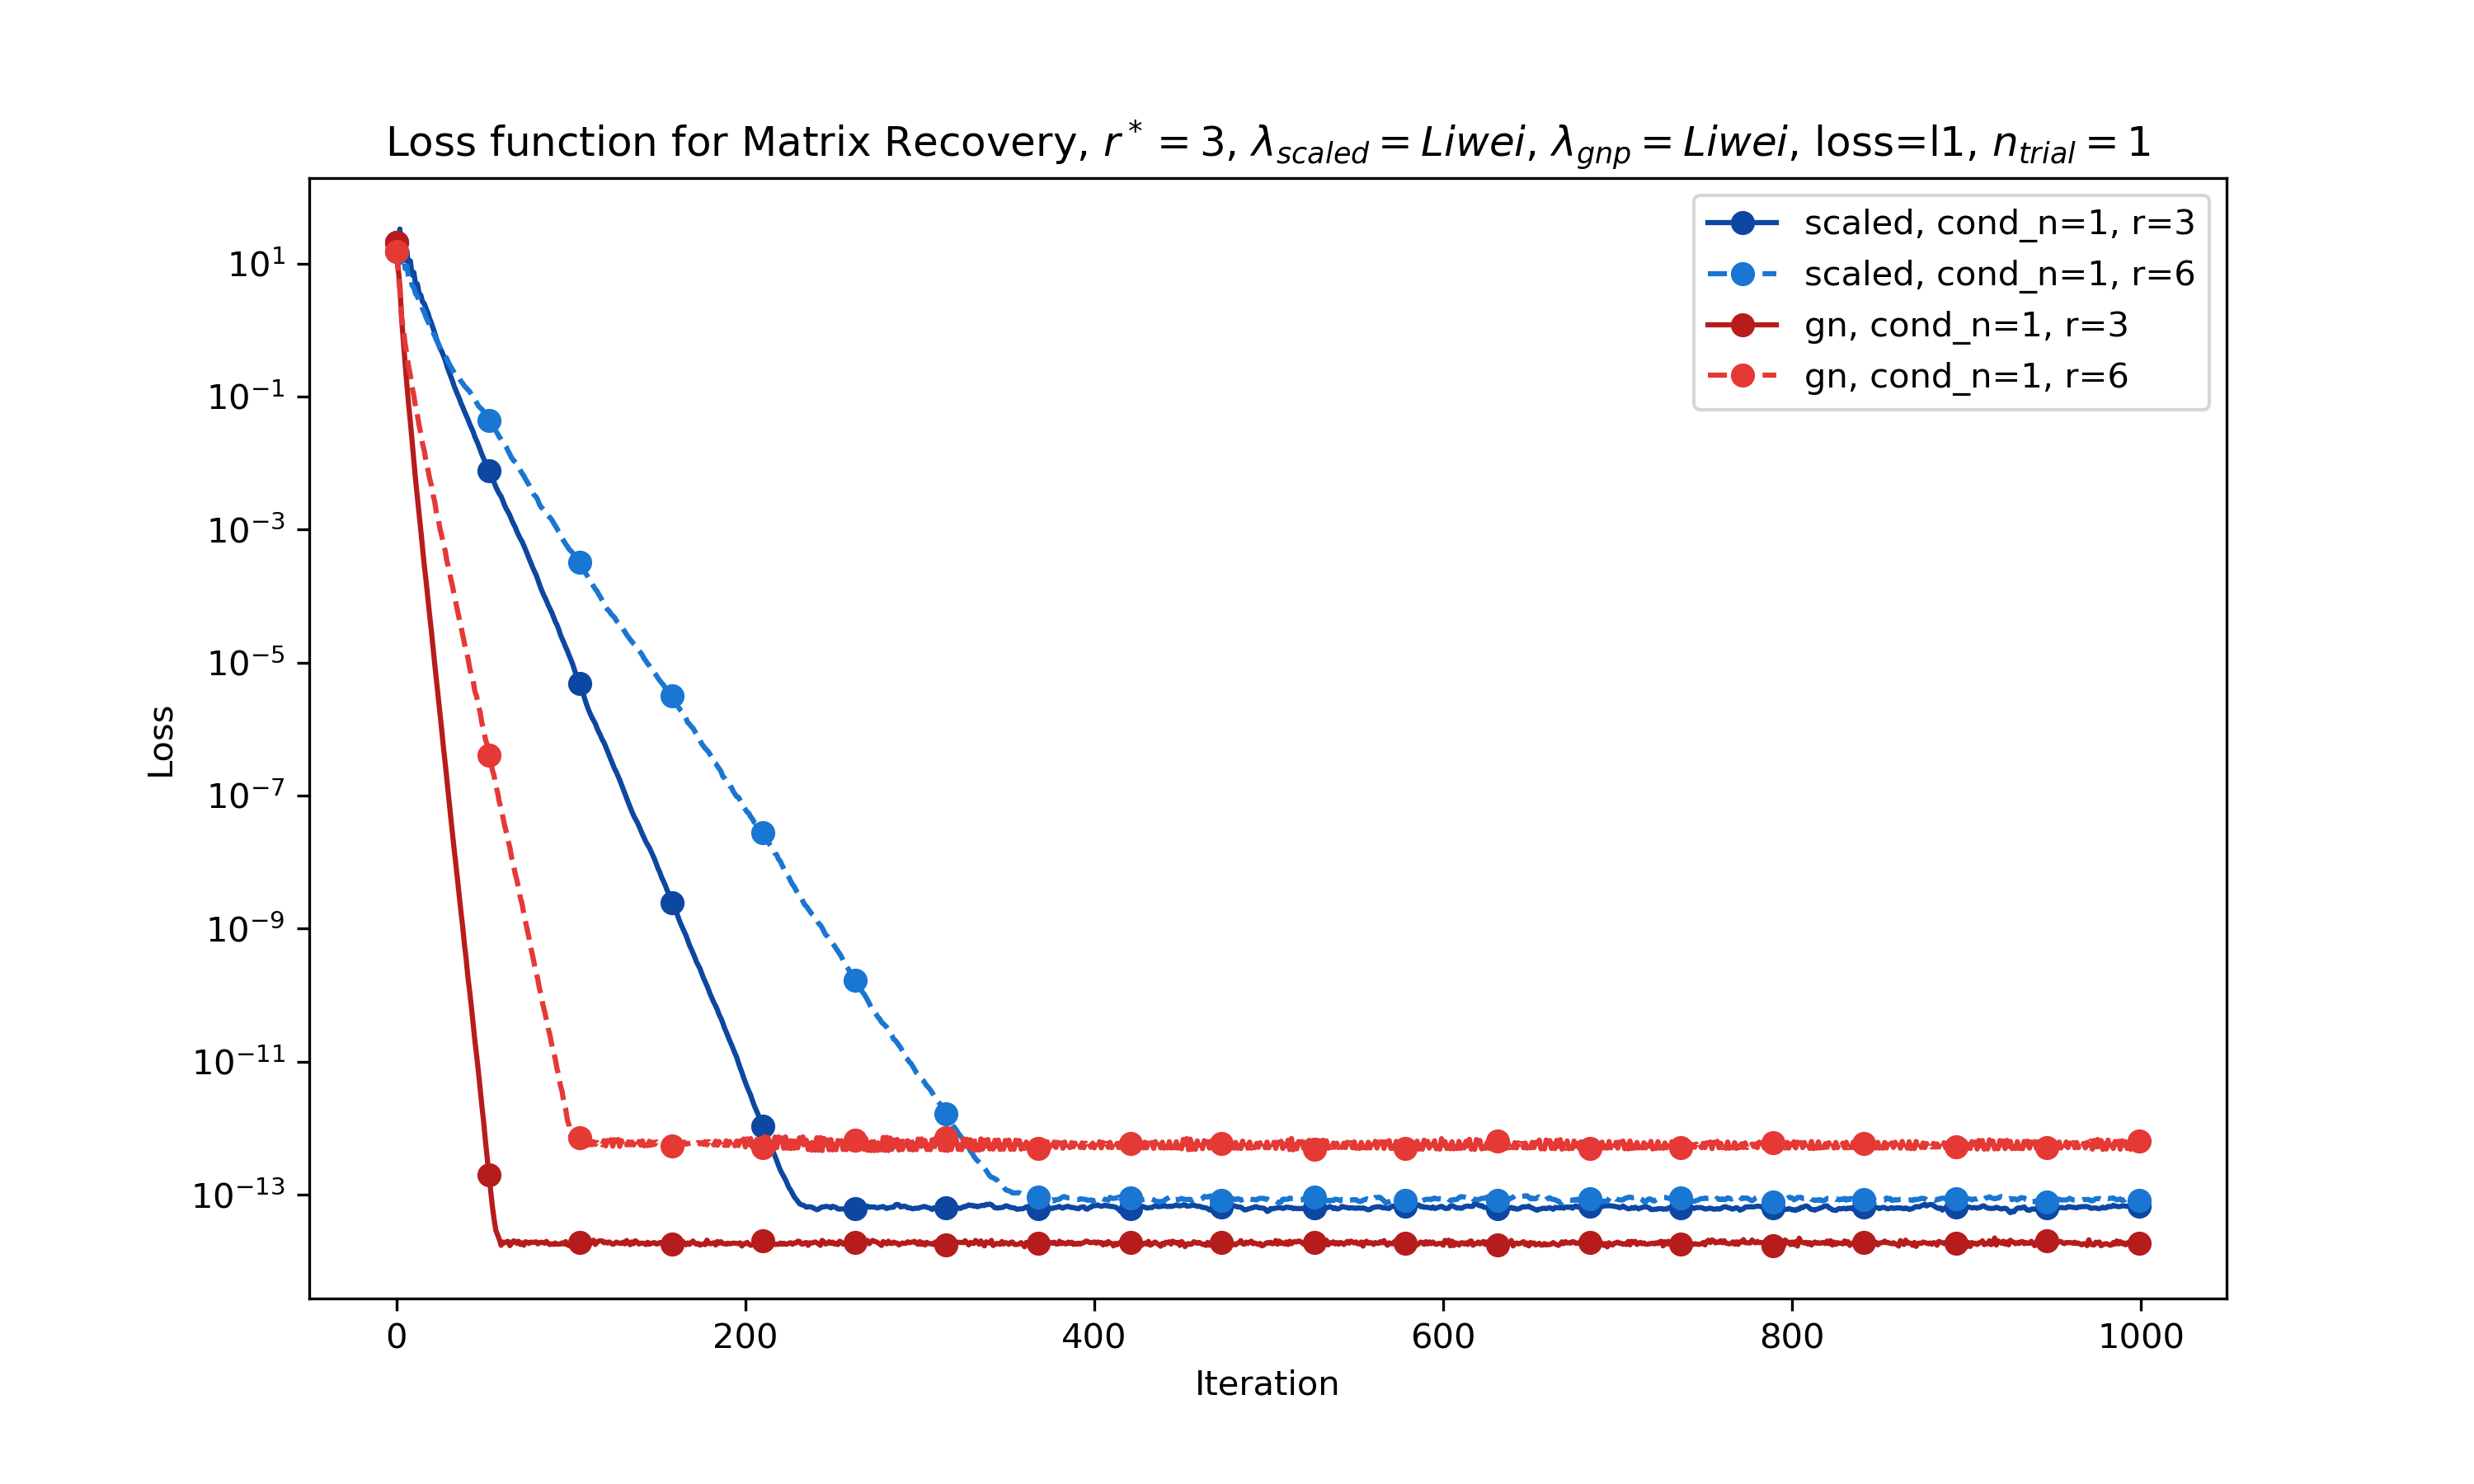 Loss function for Matrix Recovery, r* = 3, λ_scaled = Liwei, λ_gnp = Liwei, loss=l1, n_trial = 1
scaled, cond_n=1, r=3
scaled, cond_n=1, r=6
gn, cond_n=1, r=3
gn, cond_n=1, r=6
Loss
10^1
10^−1
10^−3
10^−5
10^−7
10^−9
10^−11
10^−13
0 200 400 600 800 1000
Iteration